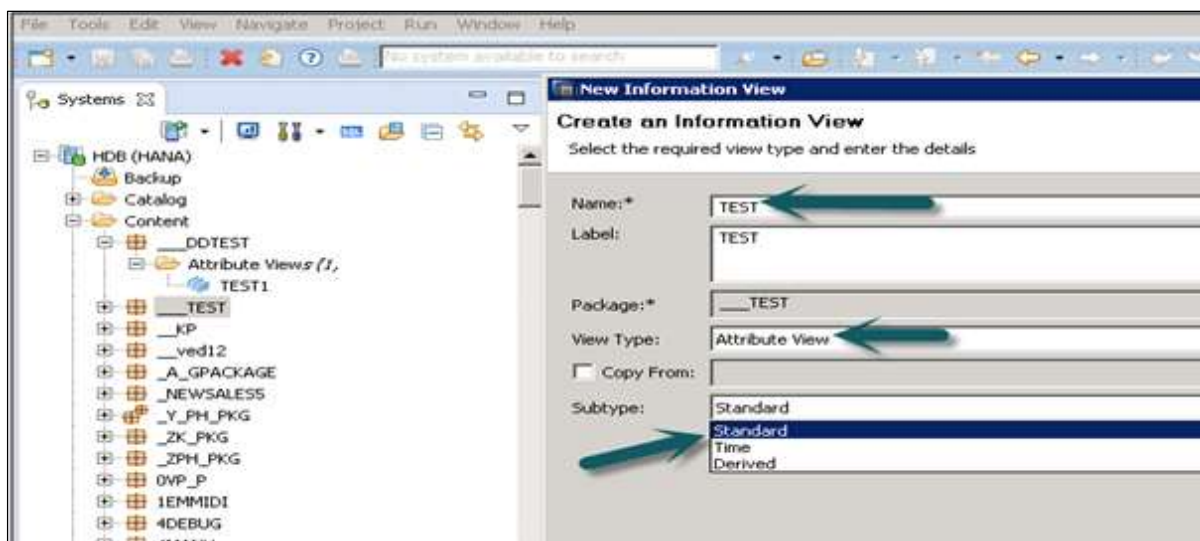 File Tools Edit View Navigate Project Run Window Help
No system available to search
Systems
HDB (HANA)
Backup
Catalog
Content
___DDTEST
Attribute Views (1,
TEST1
___TEST
__KP
__ved12
_A_GPACKAGE
_NEWSALESS
_Y_PH_PKG
_ZK_PKG
_ZPH_PKG
0VP_P
1EMMIDI
4DEBUG
New Information View
Create an Information View
Select the required view type and enter the details
Name:* TEST
Label: TEST
Package:* ___TEST
View Type: Attribute View
Copy From:
Subtype: Standard
Standard
Time
Derived